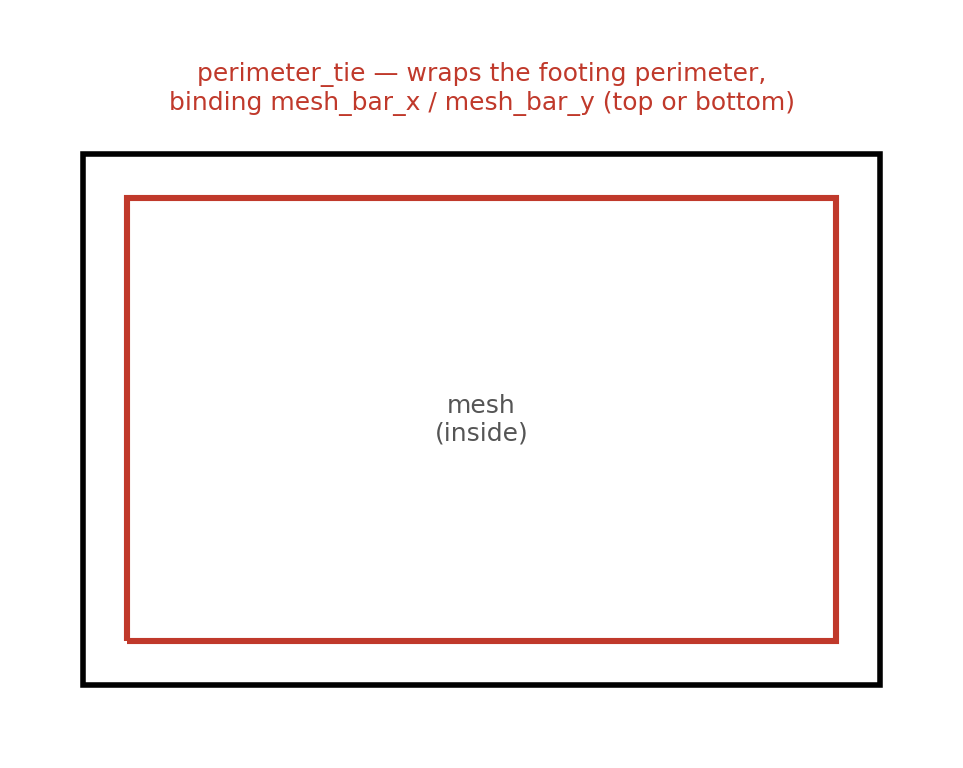 perimeter_tie — wraps the footing perimeter,
binding mesh_bar_x / mesh_bar_y (top or bottom)
mesh
(inside)